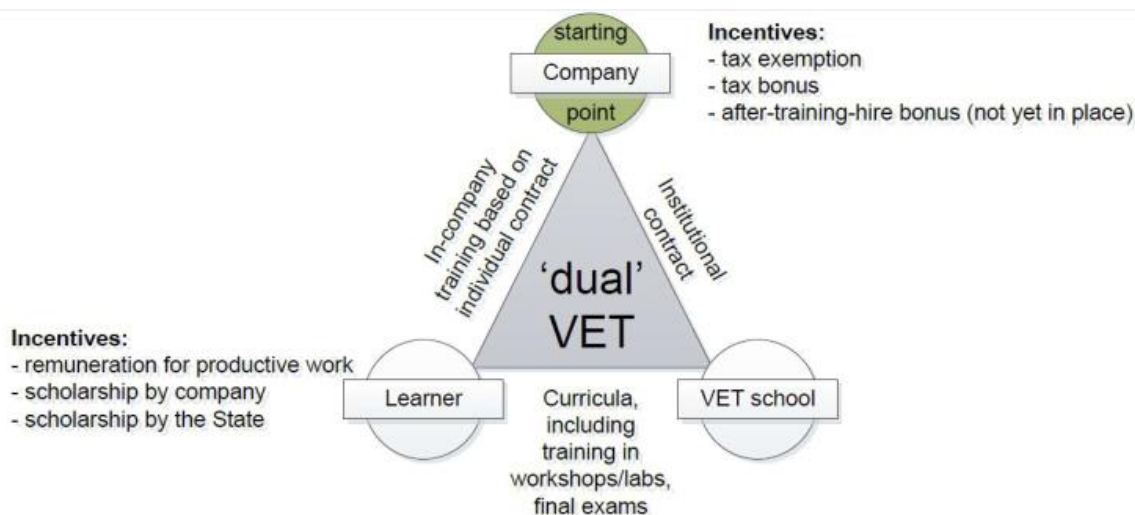 starting
Company
point
Incentives:
- tax exemption
- tax bonus
- after-training-hire bonus (not yet in place)
In-company
training based on
individual contract
Institutional
contract
‘dual’
VET
Incentives:
- remuneration for productive work
- scholarship by company
- scholarship by the State
Learner
Curricula,
including
training in
workshops/labs,
final exams
VET school